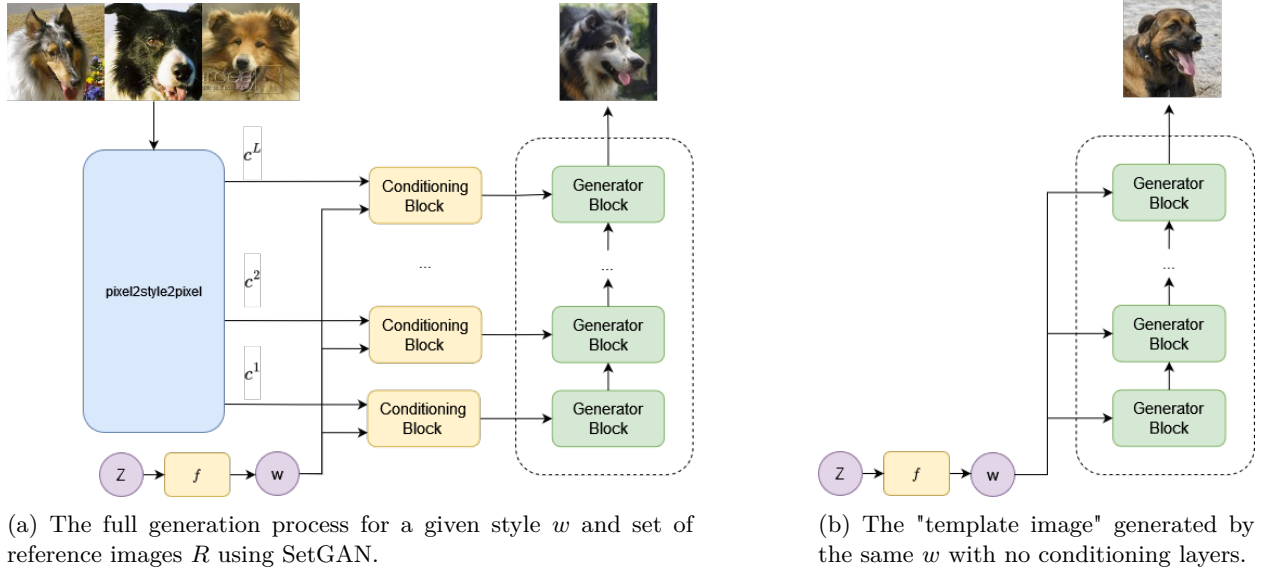 c^L
Conditioning
Block
Generator
Block
...
...
c^2
pixel2style2pixel
Conditioning
Block
Generator
Block
c^1
Conditioning
Block
Generator
Block
Z
f
w
(a) The full generation process for a given style w and set of
reference images R using SetGAN.
Generator
Block
...
Generator
Block
Generator
Block
Z
f
w
(b) The "template image" generated by
the same w with no conditioning layers.